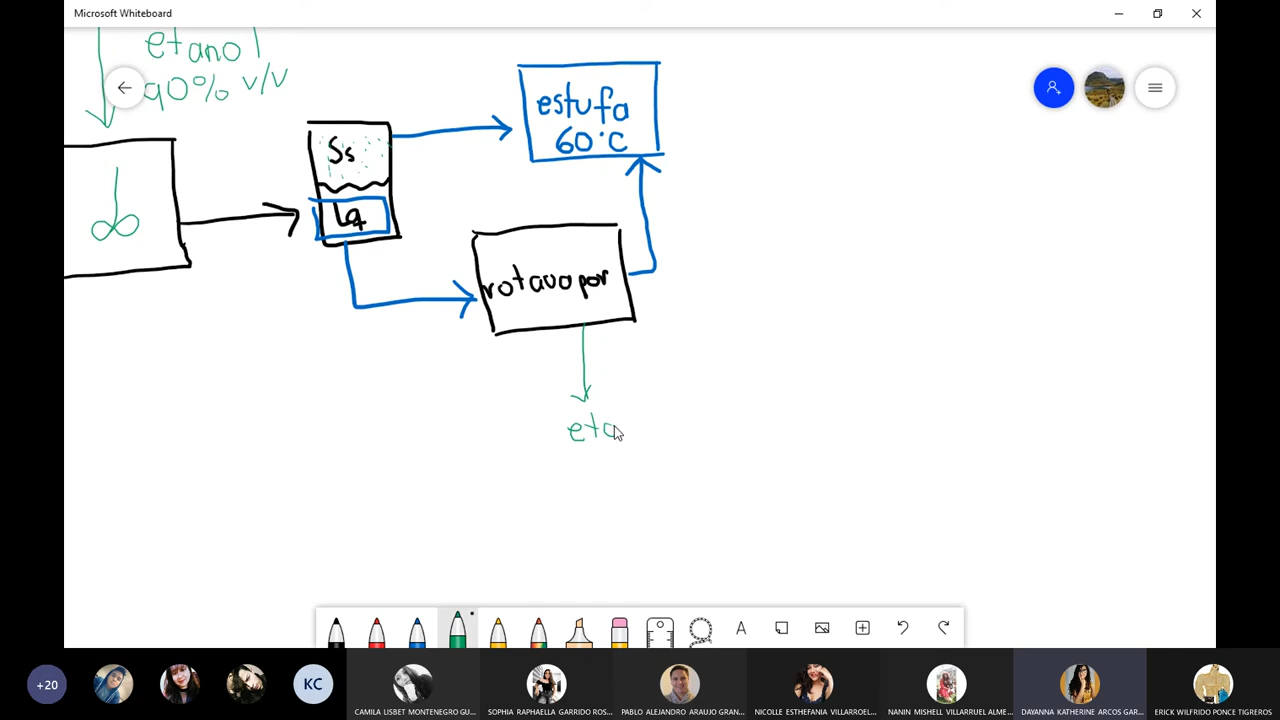 Microsoft Whiteboard
etanol
90% v/v
estufa
60°C
Ss
Lq
rotavapor
eta
A
+20
KC
CAMILA LISBET MONTENEGRO GU...
SOPHIA RAPHAELLA GARRIDO ROS...
PABLO ALEJANDRO ARAUJO GRAN...
NICOLLE ESTHEFANIA VILLARROEL...
NANIN MISHELL VILLARRUEL ALME...
DAYANNA KATHERINE ARCOS GAR...
ERICK WILFRIDO PONCE TIGREROS